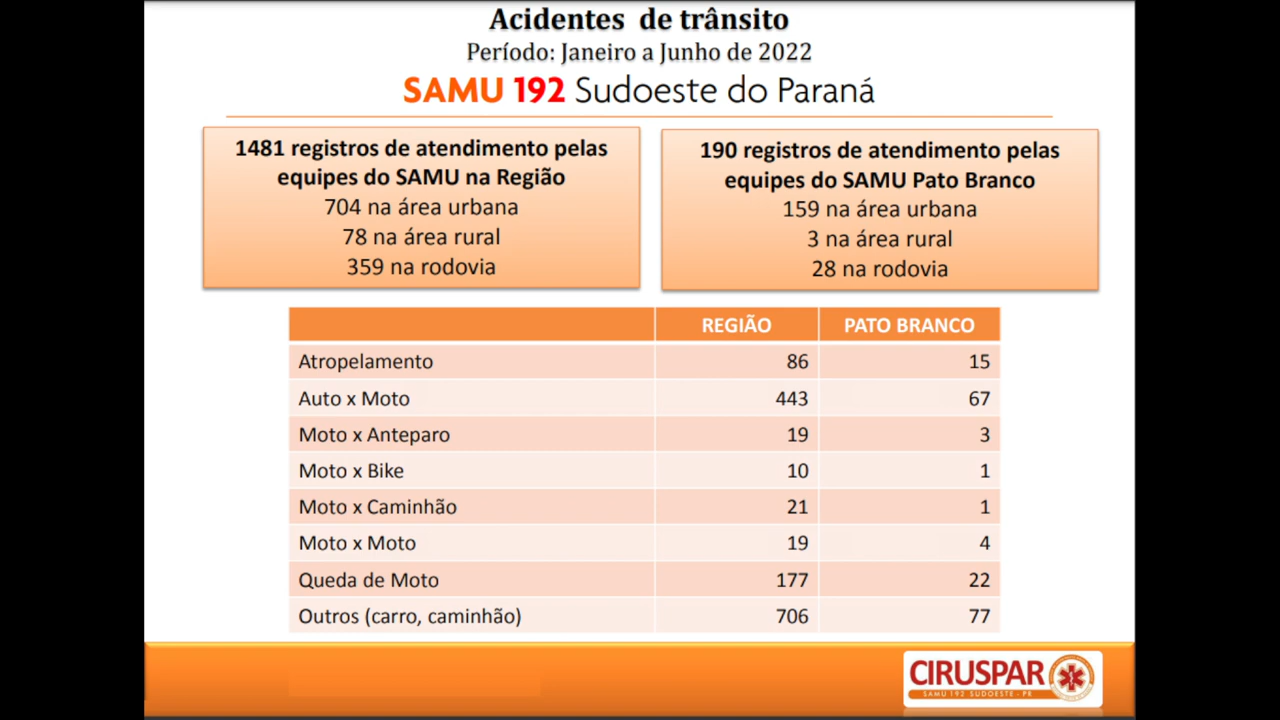 Acidentes de trânsito
Período: Janeiro a Junho de 2022
SAMU 192 Sudoeste do Paraná
1481 registros de atendimento pelas
equipes do SAMU na Região
704 na área urbana
78 na área rural
359 na rodovia
190 registros de atendimento pelas
equipes do SAMU Pato Branco
159 na área urbana
3 na área rural
28 na rodovia
REGIÃO PATO BRANCO
Atropelamento 86 15
Auto x Moto 443 67
Moto x Anteparo 19 3
Moto x Bike 10 1
Moto x Caminhão 21 1
Moto x Moto 19 4
Queda de Moto 177 22
Outros (carro, caminhão) 706 77
CIRUSPAR
SAMU 192 SUDOESTE - PR